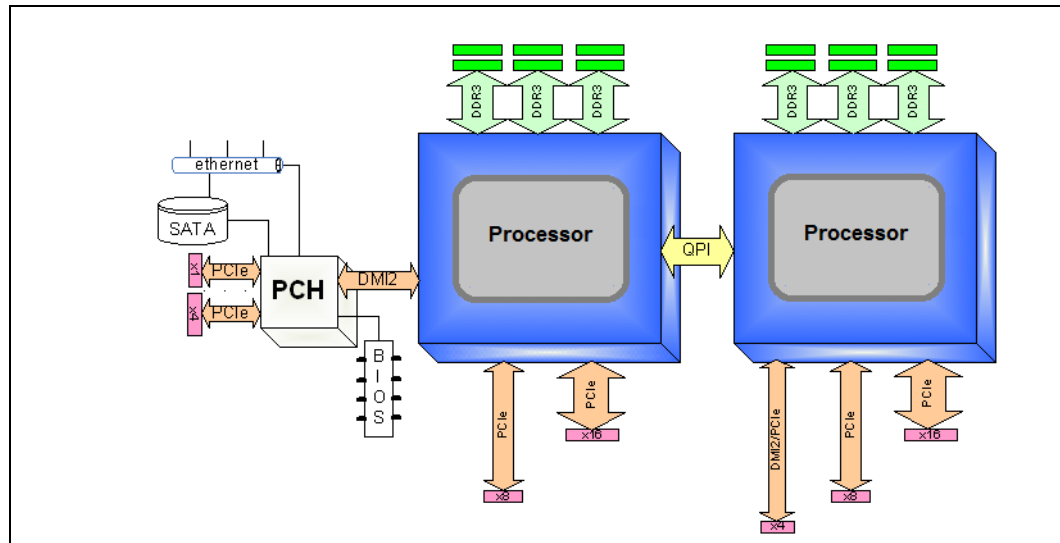 DDR3
DDR3
DDR3
DDR3
DDR3
DDR3
ethernet
SATA
Processor
Processor
QPI
x1
PCIe
PCH
DMI2
x4
PCIe
BIOS
PCIe
PCIe
x16
x8
DMI2/PCIe
PCIe
PCIe
x16
x8
x4